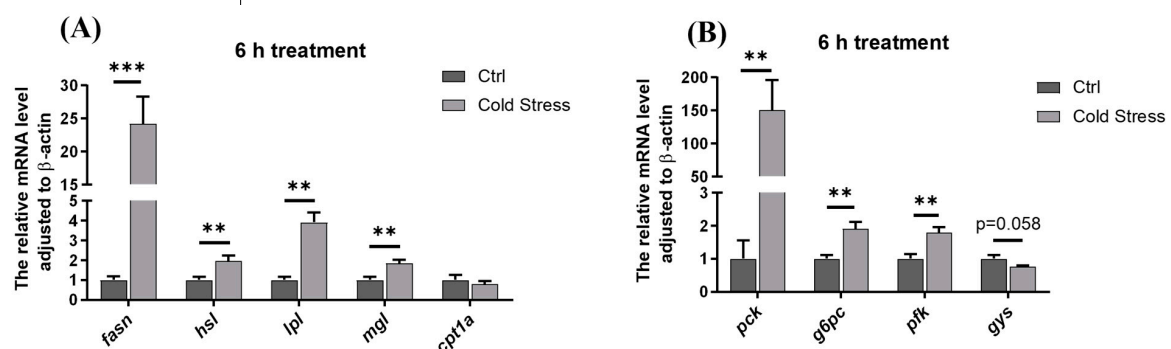 (A)
6 h treatment
The relative mRNA level
adjusted to β-actin
30
25
20
15
5
4
3
2
1
0
***
**
**
**
fasn
hsl
lpl
mgl
cpt1a
Ctrl
Cold Stress
(B)
6 h treatment
The relative mRNA level
adjusted to β-actin
200
150
100
50
3
2
1
0
**
**
**
p=0.058
pck
g6pc
pfk
gys
Ctrl
Cold Stress